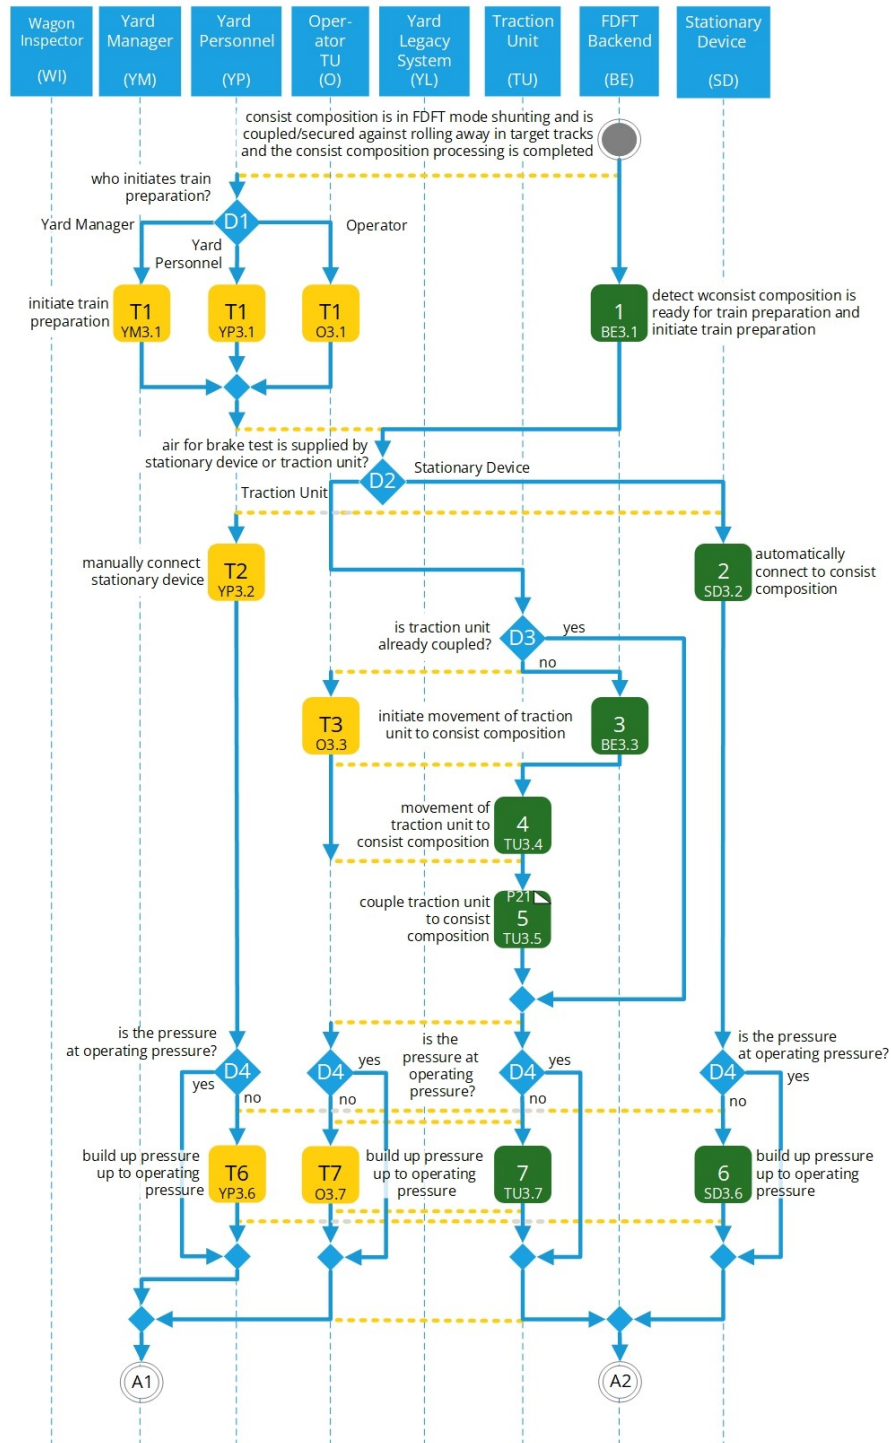 Wagon
Inspector
(WI)
Yard
Manager
(YM)
Yard
Personnel
(YP)
Oper-
ator
TU
(O)
Yard
Legacy
System
(YL)
Traction
Unit
(TU)
FDFT
Backend
(BE)
Stationary
Device
(SD)
consist composition is in FDFT mode shunting and is
coupled/secured against rolling away in target tracks
and the consist composition processing is completed
who initiates train
preparation?
D1
Yard Manager
Yard
Personnel
Operator
initiate train
preparation
T1
YM3.1
T1
YP3.1
T1
O3.1
1
BE3.1
detect wconsist composition is
ready for train preparation and
initiate train preparation
air for brake test is supplied by
stationary device or traction unit?
D2
Stationary Device
Traction Unit
manually connect
stationary device
T2
YP3.2
2
SD3.2
automatically
connect to consist
composition
is traction unit
already coupled?
D3
yes
no
T3
O3.3
initiate movement of traction
unit to consist composition
3
BE3.3
movement of
traction unit to
consist composition
4
TU3.4
couple traction unit
to consist
composition
P21
5
TU3.5
is the pressure
at operating pressure?
D4
yes
no
D4
yes
no
is the
pressure at
operating
pressure?
D4
yes
no
is the pressure
at operating pressure?
D4
yes
no
build up pressure
up to operating
pressure
T6
YP3.6
T7
O3.7
build up pressure
up to operating
pressure
7
TU3.7
6
SD3.6
build up pressure
up to operating
pressure
A1
A2